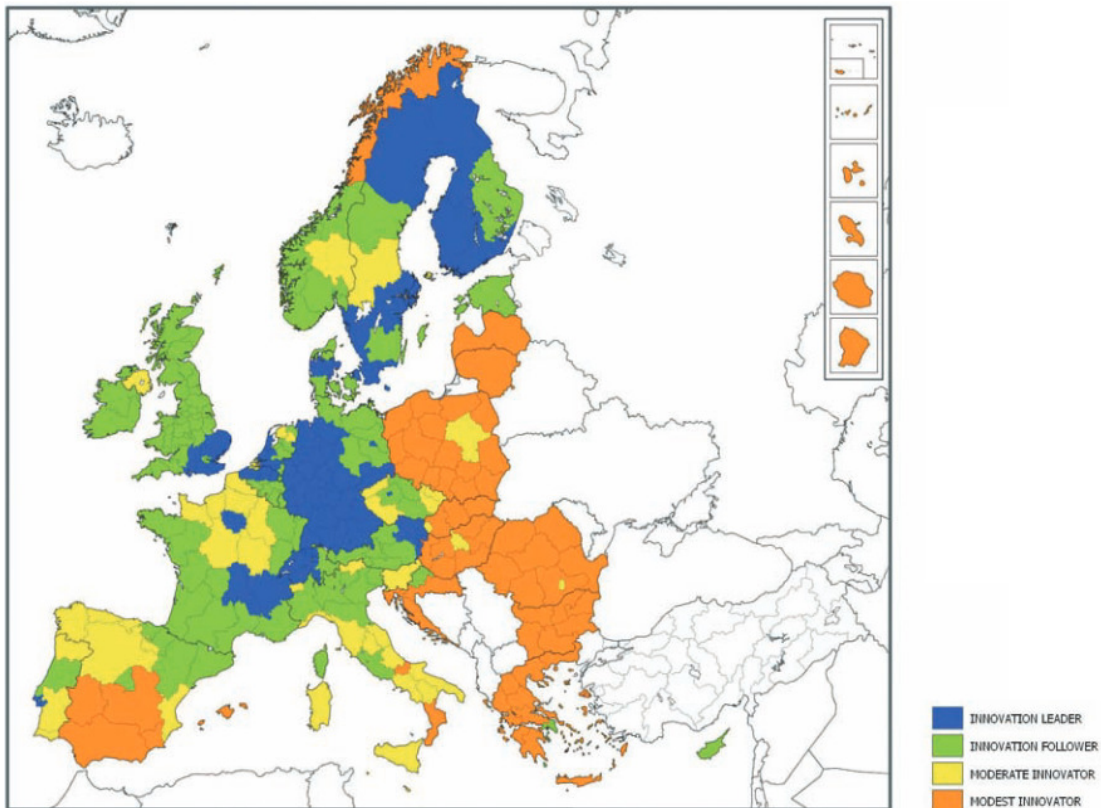 INNOVATION LEADER
INNOVATION FOLLOWER
MODERATE INNOVATOR
MODEST INNOVATOR